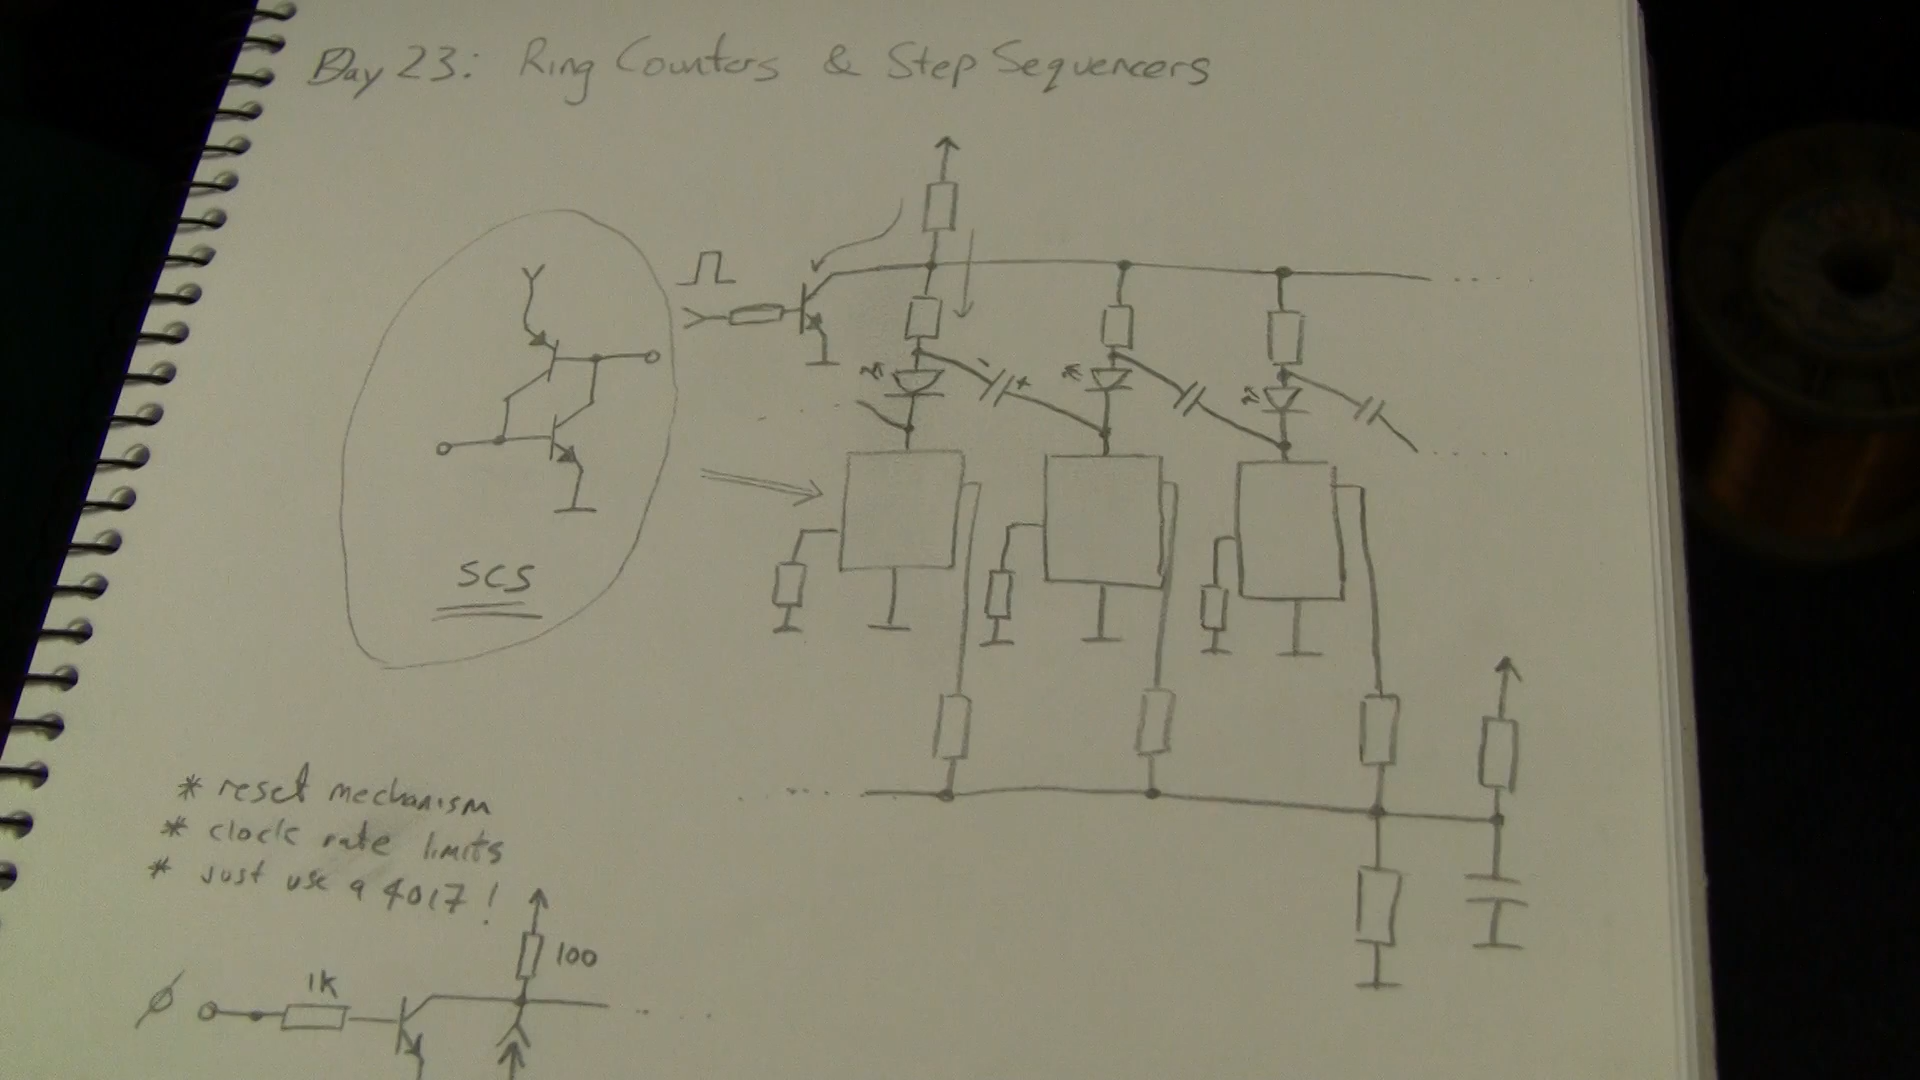 Day 23: Ring Counters & Step Sequencers
- +
SCS
* reset mechanism
* clock rate limits
* just use a 4017!
100
1K
ϕ